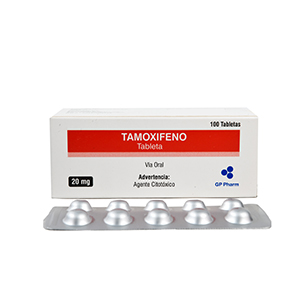 100 Tabletas
TAMOXIFENO
Tableta
Vía Oral
Advertencia:
Agente Citotóxico
20 mg
GP Pharm